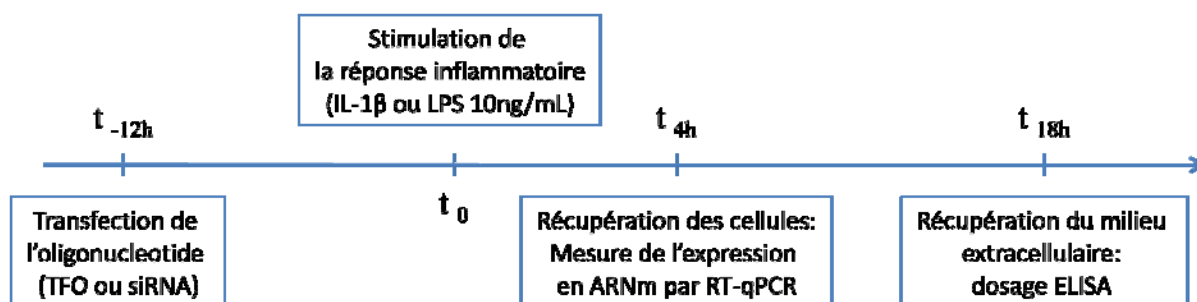 Stimulation de
la réponse inflammatoire
(IL-1β ou LPS 10ng/mL)
t -12h
t 4h
t 18h
t 0
Transfection de
l'oligonucleotide
(TFO ou siRNA)
Récupération des cellules:
Mesure de l'expression
en ARNm par RT-qPCR
Récupération du milieu
extracellulaire:
dosage ELISA